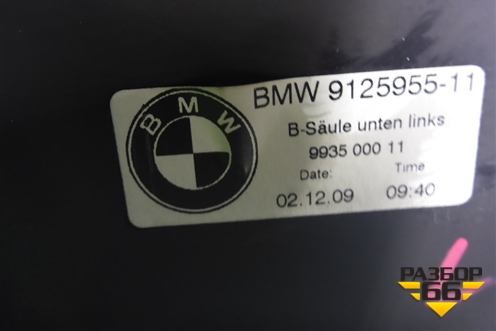 BMW
BMW 9125955-11
B-Säule unten links
9935 000 11
Date: Time
02.12.09 09:40
РАЗБОР
66